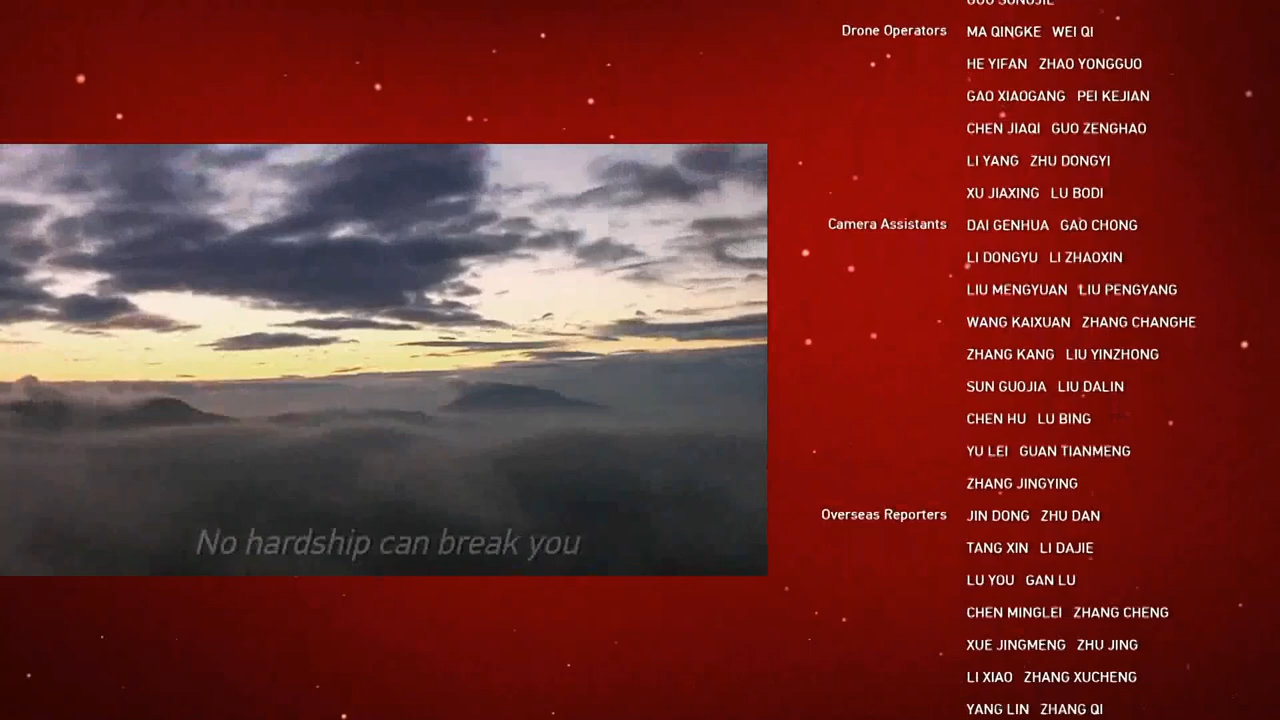 GUO SONGJIE
Drone Operators MA QINGKE WEI QI
HE YIFAN ZHAO YONGGUO
GAO XIAOGANG PEI KEJIAN
CHEN JIAQI GUO ZENGHAO
LI YANG ZHU DONGYI
XU JIAXING LU BODI
Camera Assistants DAI GENHUA GAO CHONG
LI DONGYU LI ZHAOXIN
LIU MENGYUAN LIU PENGYANG
WANG KAIXUAN ZHANG CHANGHE
ZHANG KANG LIU YINZHONG
SUN GUOJIA LIU DALIN
CHEN HU LU BING
YU LEI GUAN TIANMENG
ZHANG JINGYING
Overseas Reporters JIN DONG ZHU DAN
TANG XIN LI DAJIE
LU YOU GAN LU
CHEN MINGLEI ZHANG CHENG
XUE JINGMENG ZHU JING
LI XIAO ZHANG XUCHENG
YANG LIN ZHANG QI
No hardship can break you